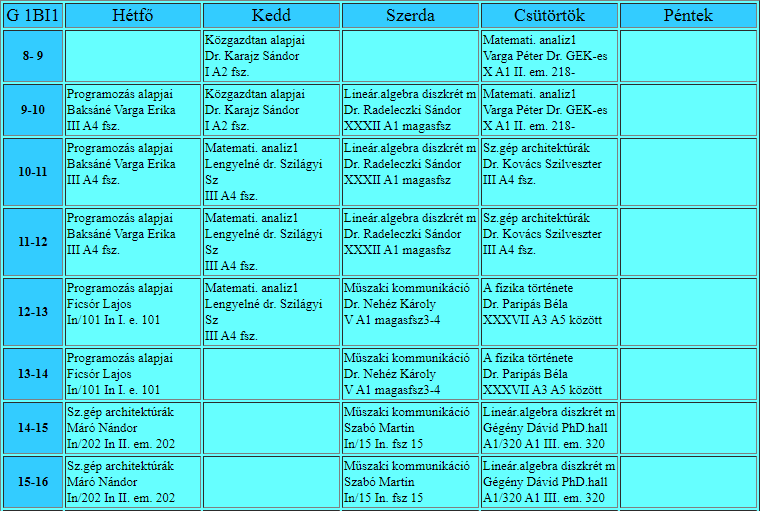 G 1BI1 Hétfő Kedd Szerda Csütörtök Péntek
8- 9
Közgazdtan alapjai
Dr. Karajz Sándor
I A2 fsz.
Matemati. analíz1
Varga Péter Dr. GEK-es
X A1 II. em. 218-
9-10
Programozás alapjai
Baksáné Varga Erika
III A4 fsz.
Közgazdtan alapjai
Dr. Karajz Sándor
I A2 fsz.
Lineár.algebra diszkrét m
Dr. Radeleczki Sándor
XXXII A1 magasfsz
Matemati. analíz1
Varga Péter Dr. GEK-es
X A1 II. em. 218-
10-11
Programozás alapjai
Baksáné Varga Erika
III A4 fsz.
Matemati. analíz1
Lengyelné dr. Szilágyi
Sz
III A4 fsz.
Lineár.algebra diszkrét m
Dr. Radeleczki Sándor
XXXII A1 magasfsz
Sz.gép architektúrák
Dr. Kovács Szilveszter
III A4 fsz.
11-12
Programozás alapjai
Baksáné Varga Erika
III A4 fsz.
Matemati. analíz1
Lengyelné dr. Szilágyi
Sz
III A4 fsz.
Lineár.algebra diszkrét m
Dr. Radeleczki Sándor
XXXII A1 magasfsz
Sz.gép architektúrák
Dr. Kovács Szilveszter
III A4 fsz.
12-13
Programozás alapjai
Ficsór Lajos
In/101 In I. e. 101
Matemati. analíz1
Lengyelné dr. Szilágyi
Sz
III A4 fsz.
Műszaki kommunikáció
Dr. Nehéz Károly
V A1 magasfsz3-4
A fizika története
Dr. Paripás Béla
XXXVII A3 A5 között
13-14
Programozás alapjai
Ficsór Lajos
In/101 In I. e. 101
Műszaki kommunikáció
Dr. Nehéz Károly
V A1 magasfsz3-4
A fizika története
Dr. Paripás Béla
XXXVII A3 A5 között
14-15
Sz.gép architektúrák
Máró Nándor
In/202 In II. em. 202
Műszaki kommunikáció
Szabó Martin
In/15 In. fsz 15
Lineár.algebra diszkrét m
Gégény Dávid PhD.hall
A1/320 A1 III. em. 320
15-16
Sz.gép architektúrák
Máró Nándor
In/202 In II. em. 202
Műszaki kommunikáció
Szabó Martin
In/15 In. fsz 15
Lineár.algebra diszkrét m
Gégény Dávid PhD.hall
A1/320 A1 III. em. 320